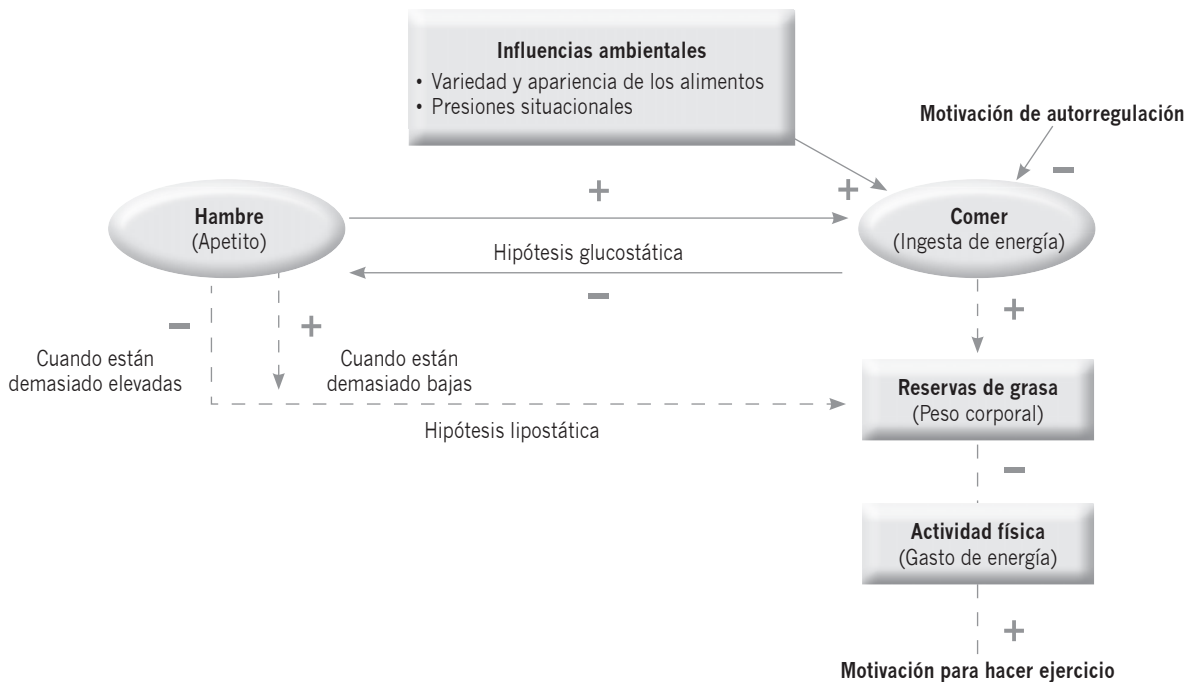 Influencias ambientales
• Variedad y apariencia de los alimentos
• Presiones situacionales
Motivación de autorregulación
−
+
+
Hambre
(Apetito)
Comer
(Ingesta de energía)
Hipótesis glucostática
−
−
+
+
Cuando están
demasiado elevadas
Cuando están
demasiado bajas
Reservas de grasa
(Peso corporal)
Hipótesis lipostática
−
Actividad física
(Gasto de energía)
+
Motivación para hacer ejercicio